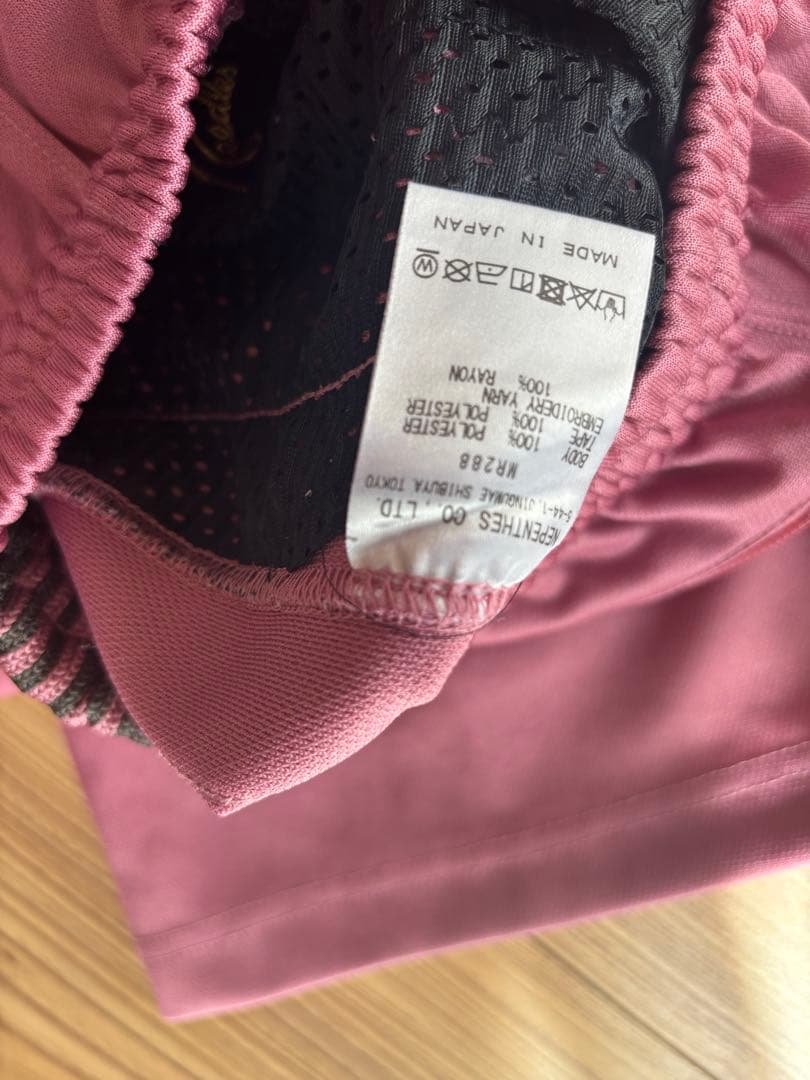 Needles
NEPENTHES CO.,LTD.
5-44-1,JINGUMAE SHIBUYA TOKYO
MR288
BODY 100% POLYESTER
TAPE 100% POLYESTER
EMBROIDERY YARN
100% RAYON
W
MADE IN JAPAN